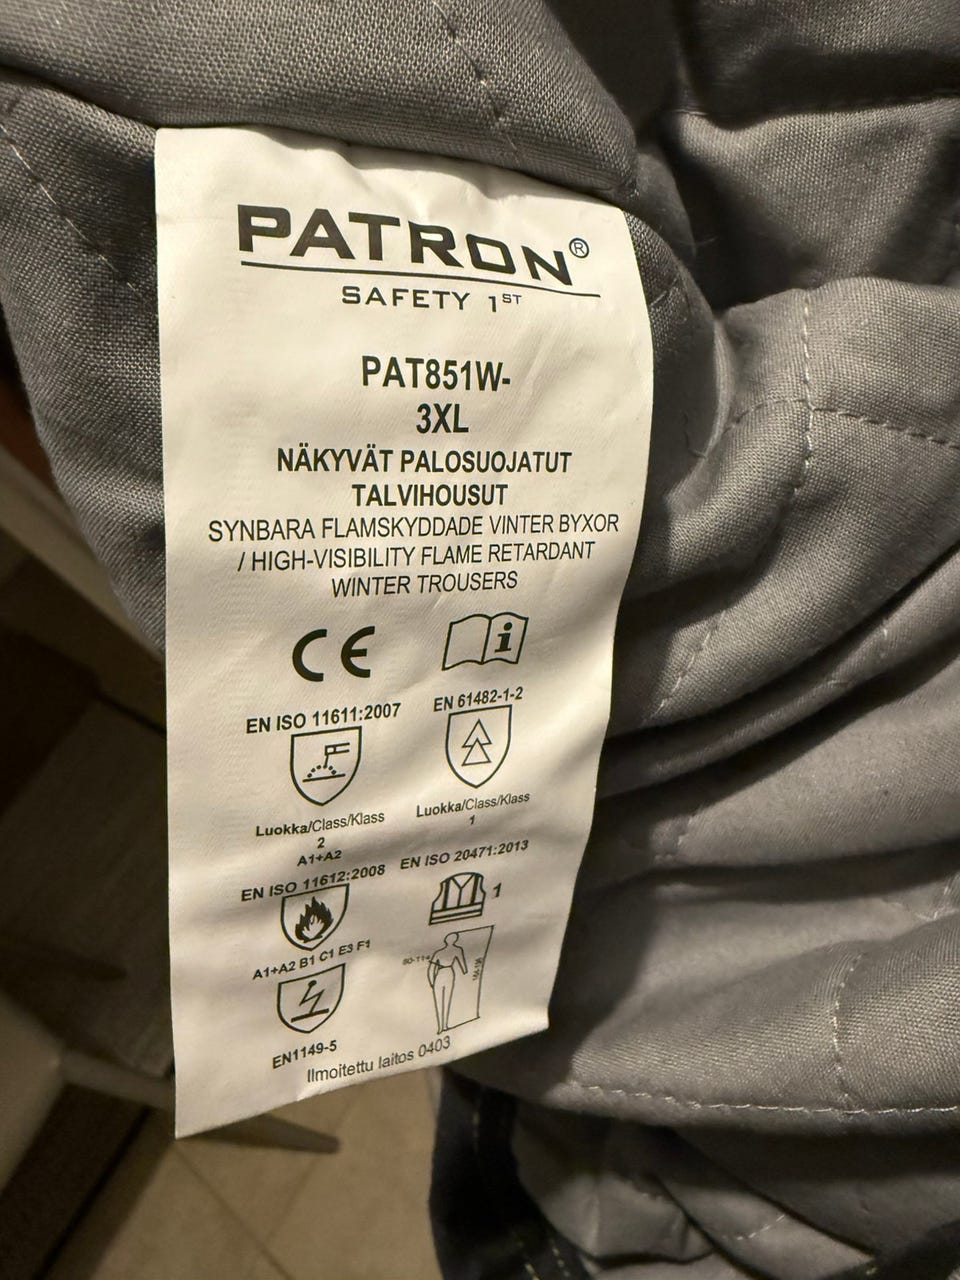 PATRON®
SAFETY 1ST
PAT851W-
3XL
NÄKYVÄT PALOSUOJATUT
TALVIHOUSUT
SYNBARA FLAMSKYDDADE VINTER BYXOR
/ HIGH-VISIBILITY FLAME RETARDANT
WINTER TROUSERS
CE
i
EN ISO 11611:2007
EN 61482-1-2
Luokka/Class/Klass
2
A1+A2
Luokka/Class/Klass
1
EN ISO 11612:2008
EN ISO 20471:2013
1
A1+A2 B1 C1 E3 F1
EN1149-5
Ilmoitettu laitos 0403